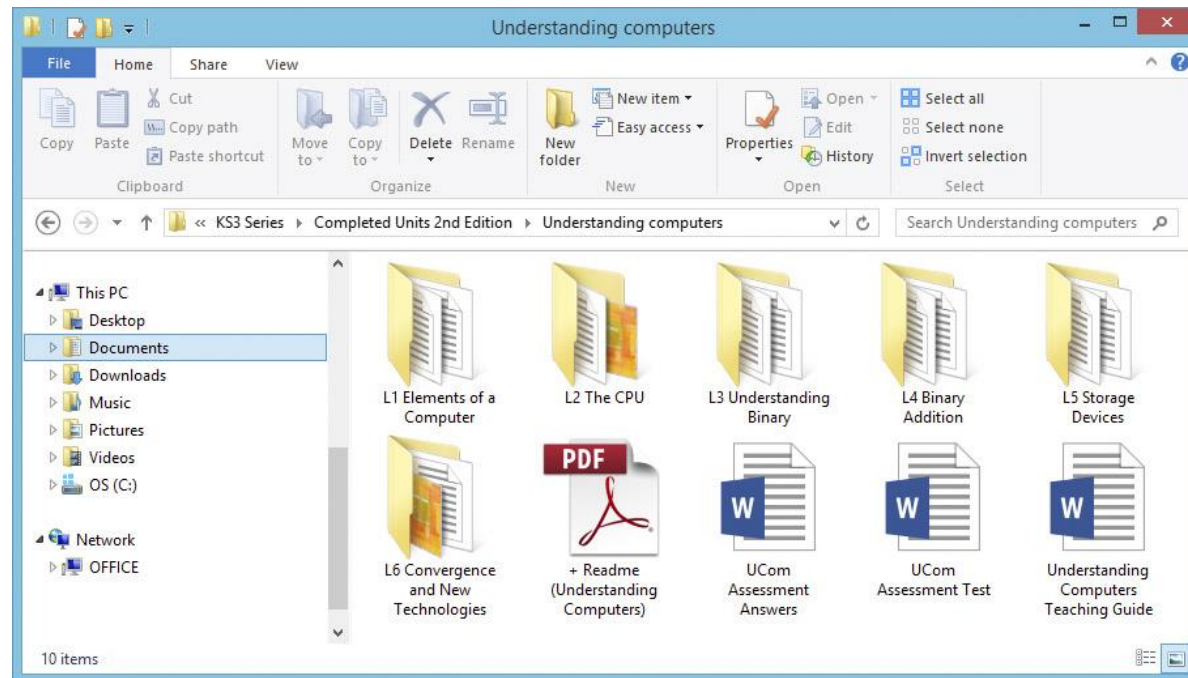 Understanding computers
File Home Share View
Copy
Paste
Cut
Copy path
Paste shortcut
Clipboard
Move to
Copy to
Delete
Rename
Organize
New folder
New item
Easy access
New
Properties
Open
Edit
History
Open
Select all
Select none
Invert selection
Select
« KS3 Series Completed Units 2nd Edition Understanding computers
Search Understanding computers
This PC
Desktop
Documents
Downloads
Music
Pictures
Videos
OS (C:)
Network
OFFICE
L1 Elements of a
Computer
L2 The CPU
L3 Understanding
Binary
L4 Binary
Addition
L5 Storage
Devices
L6 Convergence
and New
Technologies
PDF
+ Readme
(Understanding
Computers)
W
UCom
Assessment
Answers
W
UCom
Assessment Test
W
Understanding
Computers
Teaching Guide
10 items